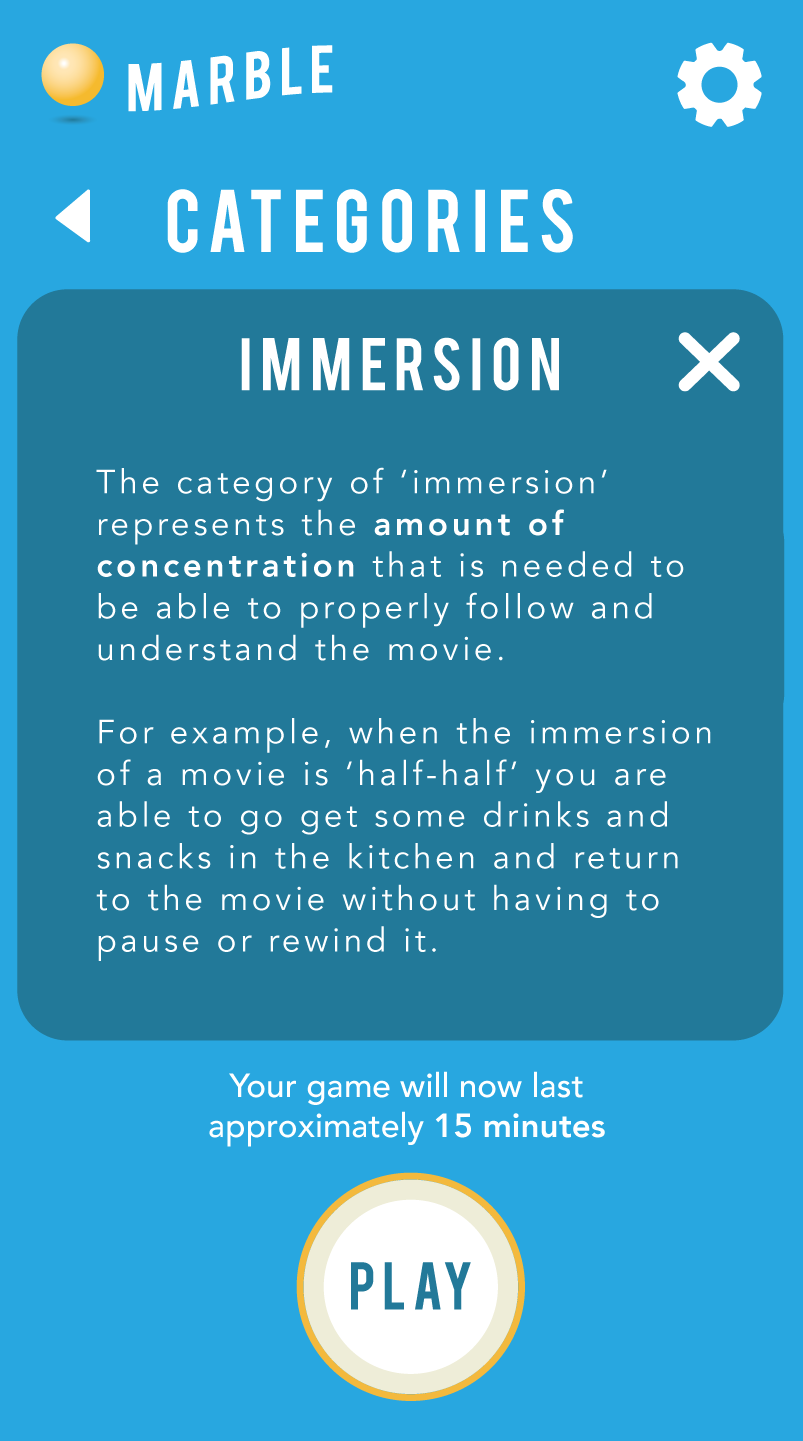 MARBLE
CATEGORIES
IMMERSION
The category of ‘immersion’
represents the amount of
concentration that is needed to
be able to properly follow and
understand the movie.
For example, when the immersion
of a movie is ‘half-half’ you are
able to go get some drinks and
snacks in the kitchen and return
to the movie without having to
pause or rewind it.
Your game will now last
approximately 15 minutes
PLAY